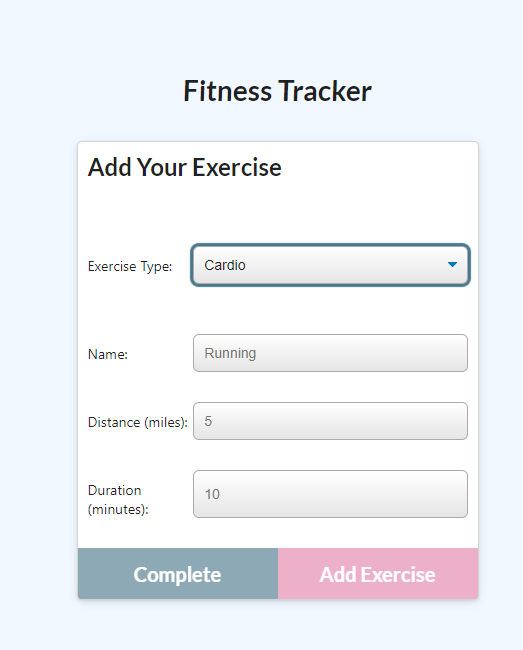 Fitness Tracker
Add Your Exercise
Exercise Type: Cardio
Name: Running
Distance (miles): 5
Duration
(minutes): 10
Complete Add Exercise